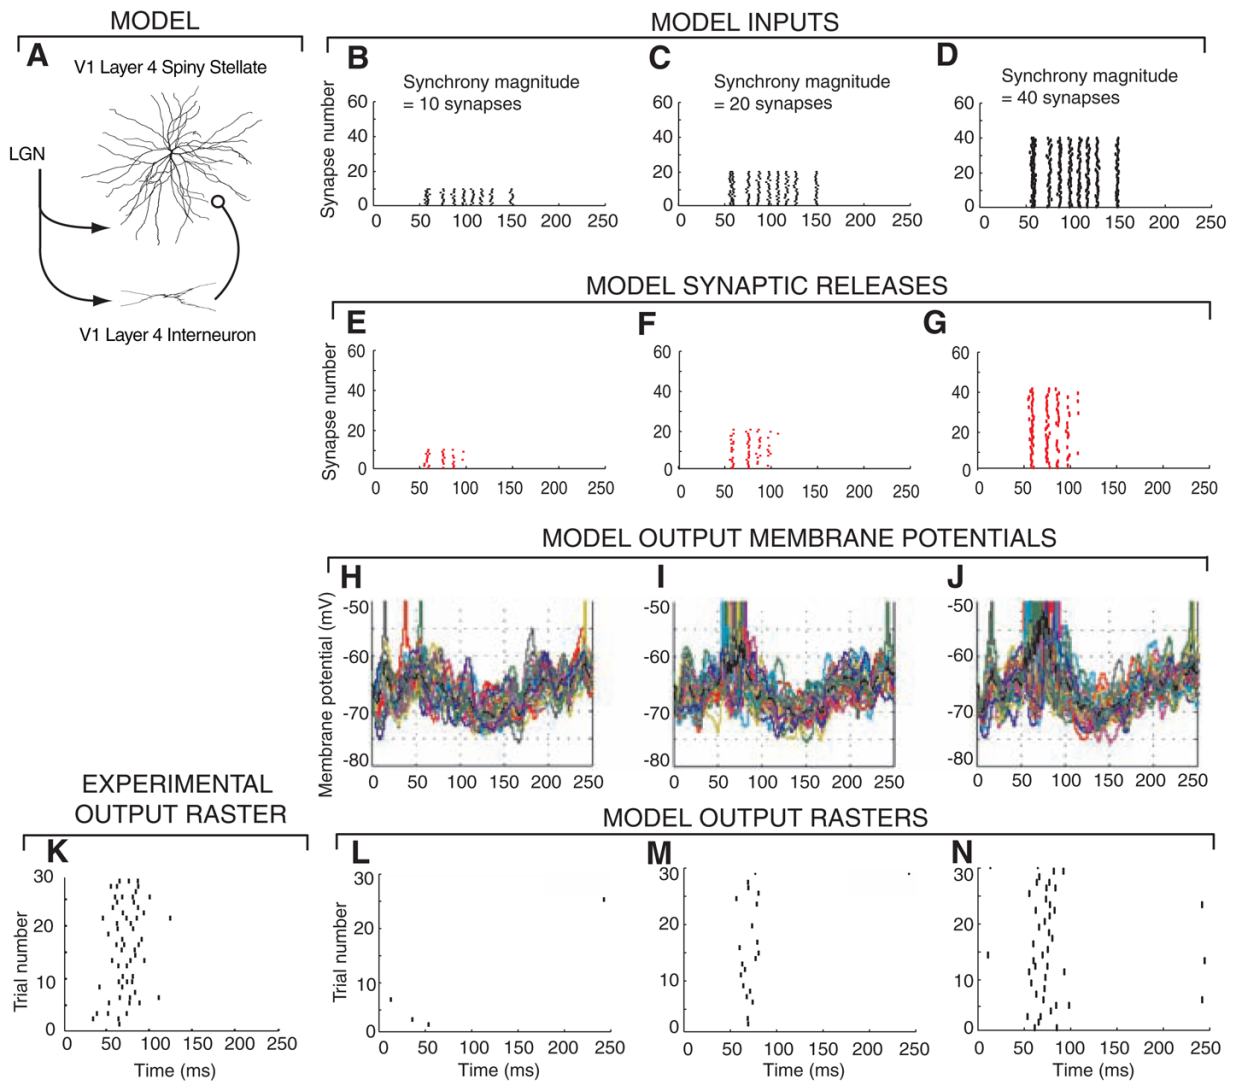 MODEL
MODEL INPUTS
A
V1 Layer 4 Spiny Stellate
LGN
V1 Layer 4 Interneuron
B
Synchrony magnitude
= 10 synapses
Synapse number
60
40
20
0
0 50 100 150 200 250
C
Synchrony magnitude
= 20 synapses
60
40
20
0
0 50 100 150 200 250
D
Synchrony magnitude
= 40 synapses
60
40
20
0
0 50 100 150 200 250
MODEL SYNAPTIC RELEASES
E
Synapse number
60
40
20
0
0 50 100 150 200 250
F
60
40
20
0
0 50 100 150 200 250
G
60
40
20
0
0 50 100 150 200 250
MODEL OUTPUT MEMBRANE POTENTIALS
H
Membrane potential (mV)
-50
-60
-70
-80
0 50 100 150 200 250
I
-50
-60
-70
-80
0 50 100 150 200 250
J
-50
-60
-70
-80
0 50 100 150 200 250
EXPERIMENTAL
OUTPUT RASTER
K
Trial number
30
20
10
0
0 50 100 150 200 250
Time (ms)
MODEL OUTPUT RASTERS
L
Trial number
30
20
10
0
0 50 100 150 200 250
Time (ms)
M
30
20
10
0
0 50 100 150 200 250
Time (ms)
N
30
20
10
0
0 50 100 150 200 250
Time (ms)